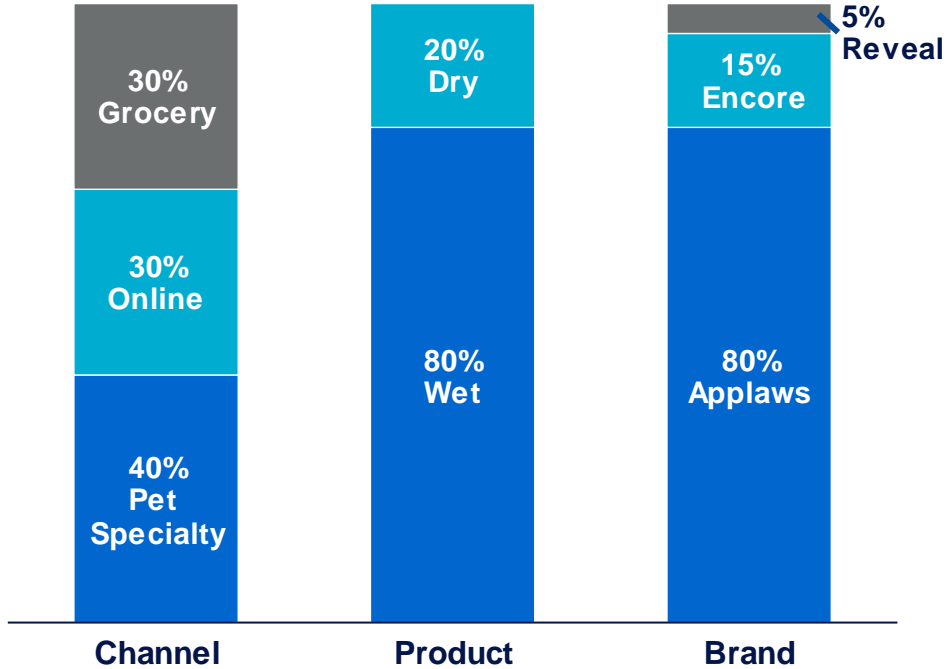 30%
Grocery
30%
Online
40%
Pet
Specialty
20%
Dry
80%
Wet
5%
Reveal
15%
Encore
80%
Applaws
Channel
Product
Brand